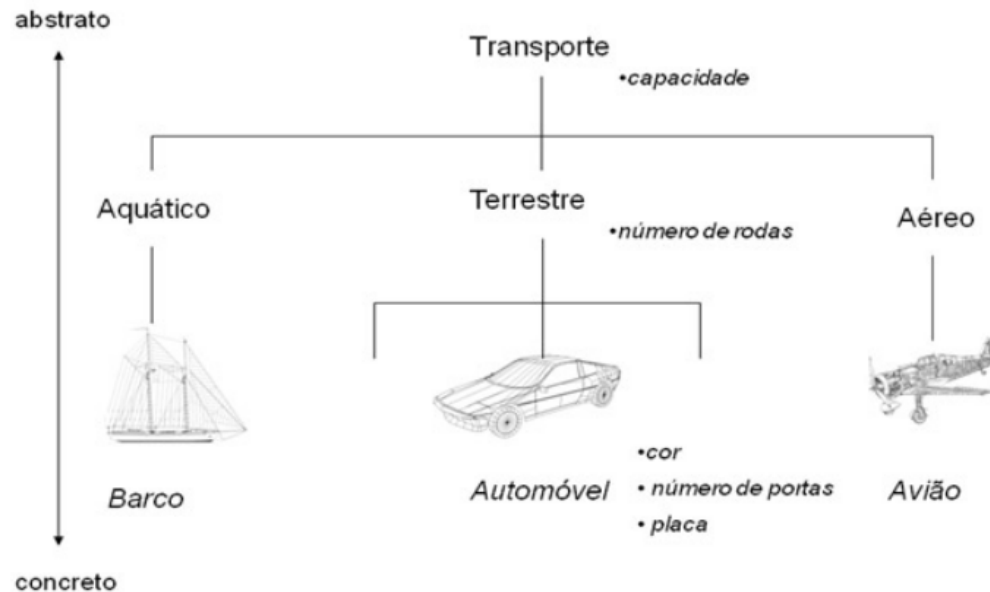 abstrato
Transporte
•capacidade
Aquático
Terrestre
•número de rodas
Aéreo
•cor
Barco
Automóvel
• número de portas
Avião
• placa
concreto